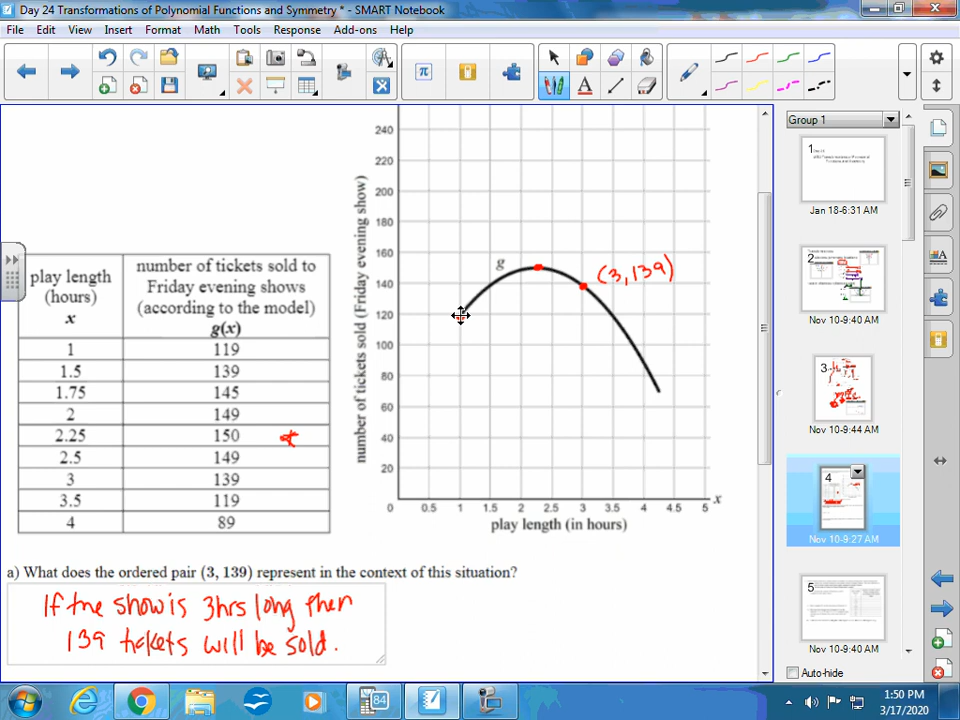 Day 24 Transformations of Polynomial Functions and Symmetry * - SMART Notebook
File Edit View Insert Format Math Tools Response Add-ons Help
π
A
Group 1
1
Jan 18-6:31 AM
2
Nov 10-9:40 AM
3
Nov 10-9:44 AM
4
Nov 10-9:27 AM
5
Auto-hide
play length (hours) x
number of tickets sold to Friday evening shows (according to the model) g(x)
1 119
1.5 139
1.75 145
2 149
2.25 150
2.5 149
3 139
3.5 119
4 89
number of tickets sold (Friday evening show)
240
220
200
180
160
140
120
100
80
60
40
20
g
(3,139)
0 0.5 1 1.5 2 2.5 3 3.5 4 4.5 5 x
play length (in hours)
a) What does the ordered pair (3, 139) represent in the context of this situation?
If the show is 3hrs long then
139 tickets will be sold.
84
1:50 PM
3/17/2020